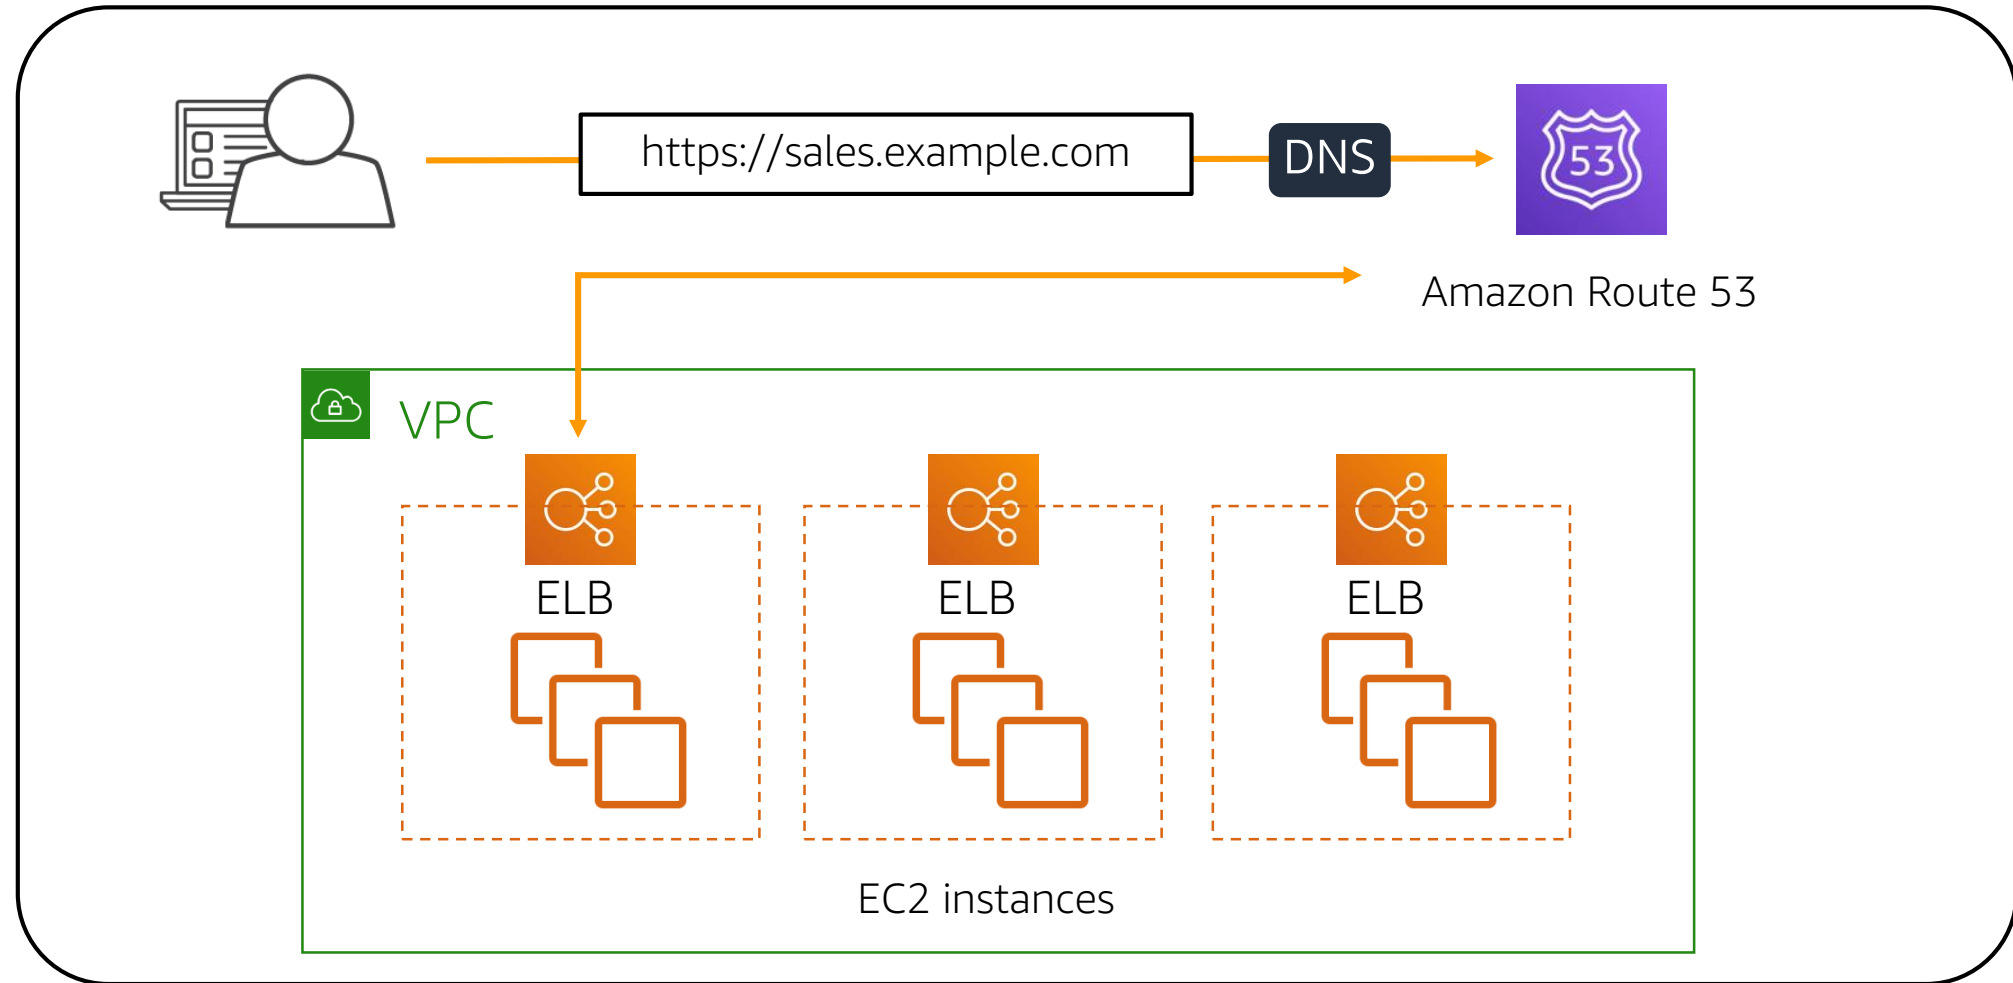 https://sales.example.com
DNS
53
Amazon Route 53
VPC
ELB
ELB
ELB
EC2 instances